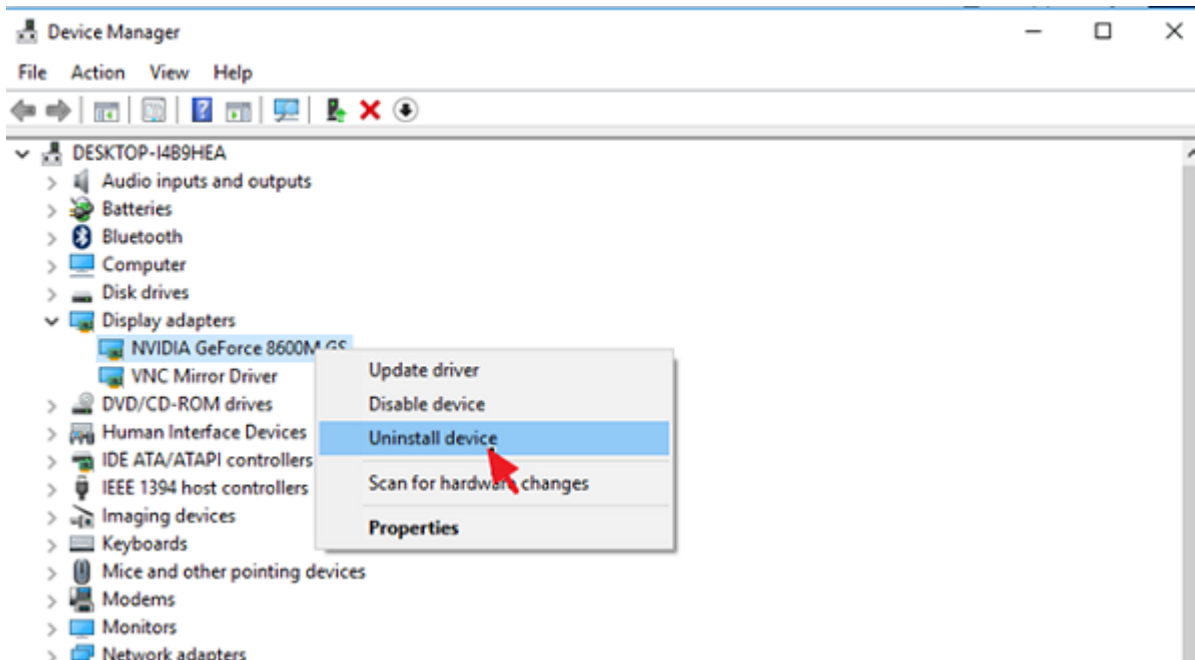 Device Manager
File Action View Help
DESKTOP-I4B9HEA
Audio inputs and outputs
Batteries
Bluetooth
Computer
Disk drives
Display adapters
NVIDIA GeForce 8600M GS
VNC Mirror Driver
DVD/CD-ROM drives
Human Interface Devices
IDE ATA/ATAPI controllers
IEEE 1394 host controllers
Imaging devices
Keyboards
Mice and other pointing devices
Modems
Monitors
Network adapters
Update driver
Disable device
Uninstall device
Scan for hardware changes
Properties